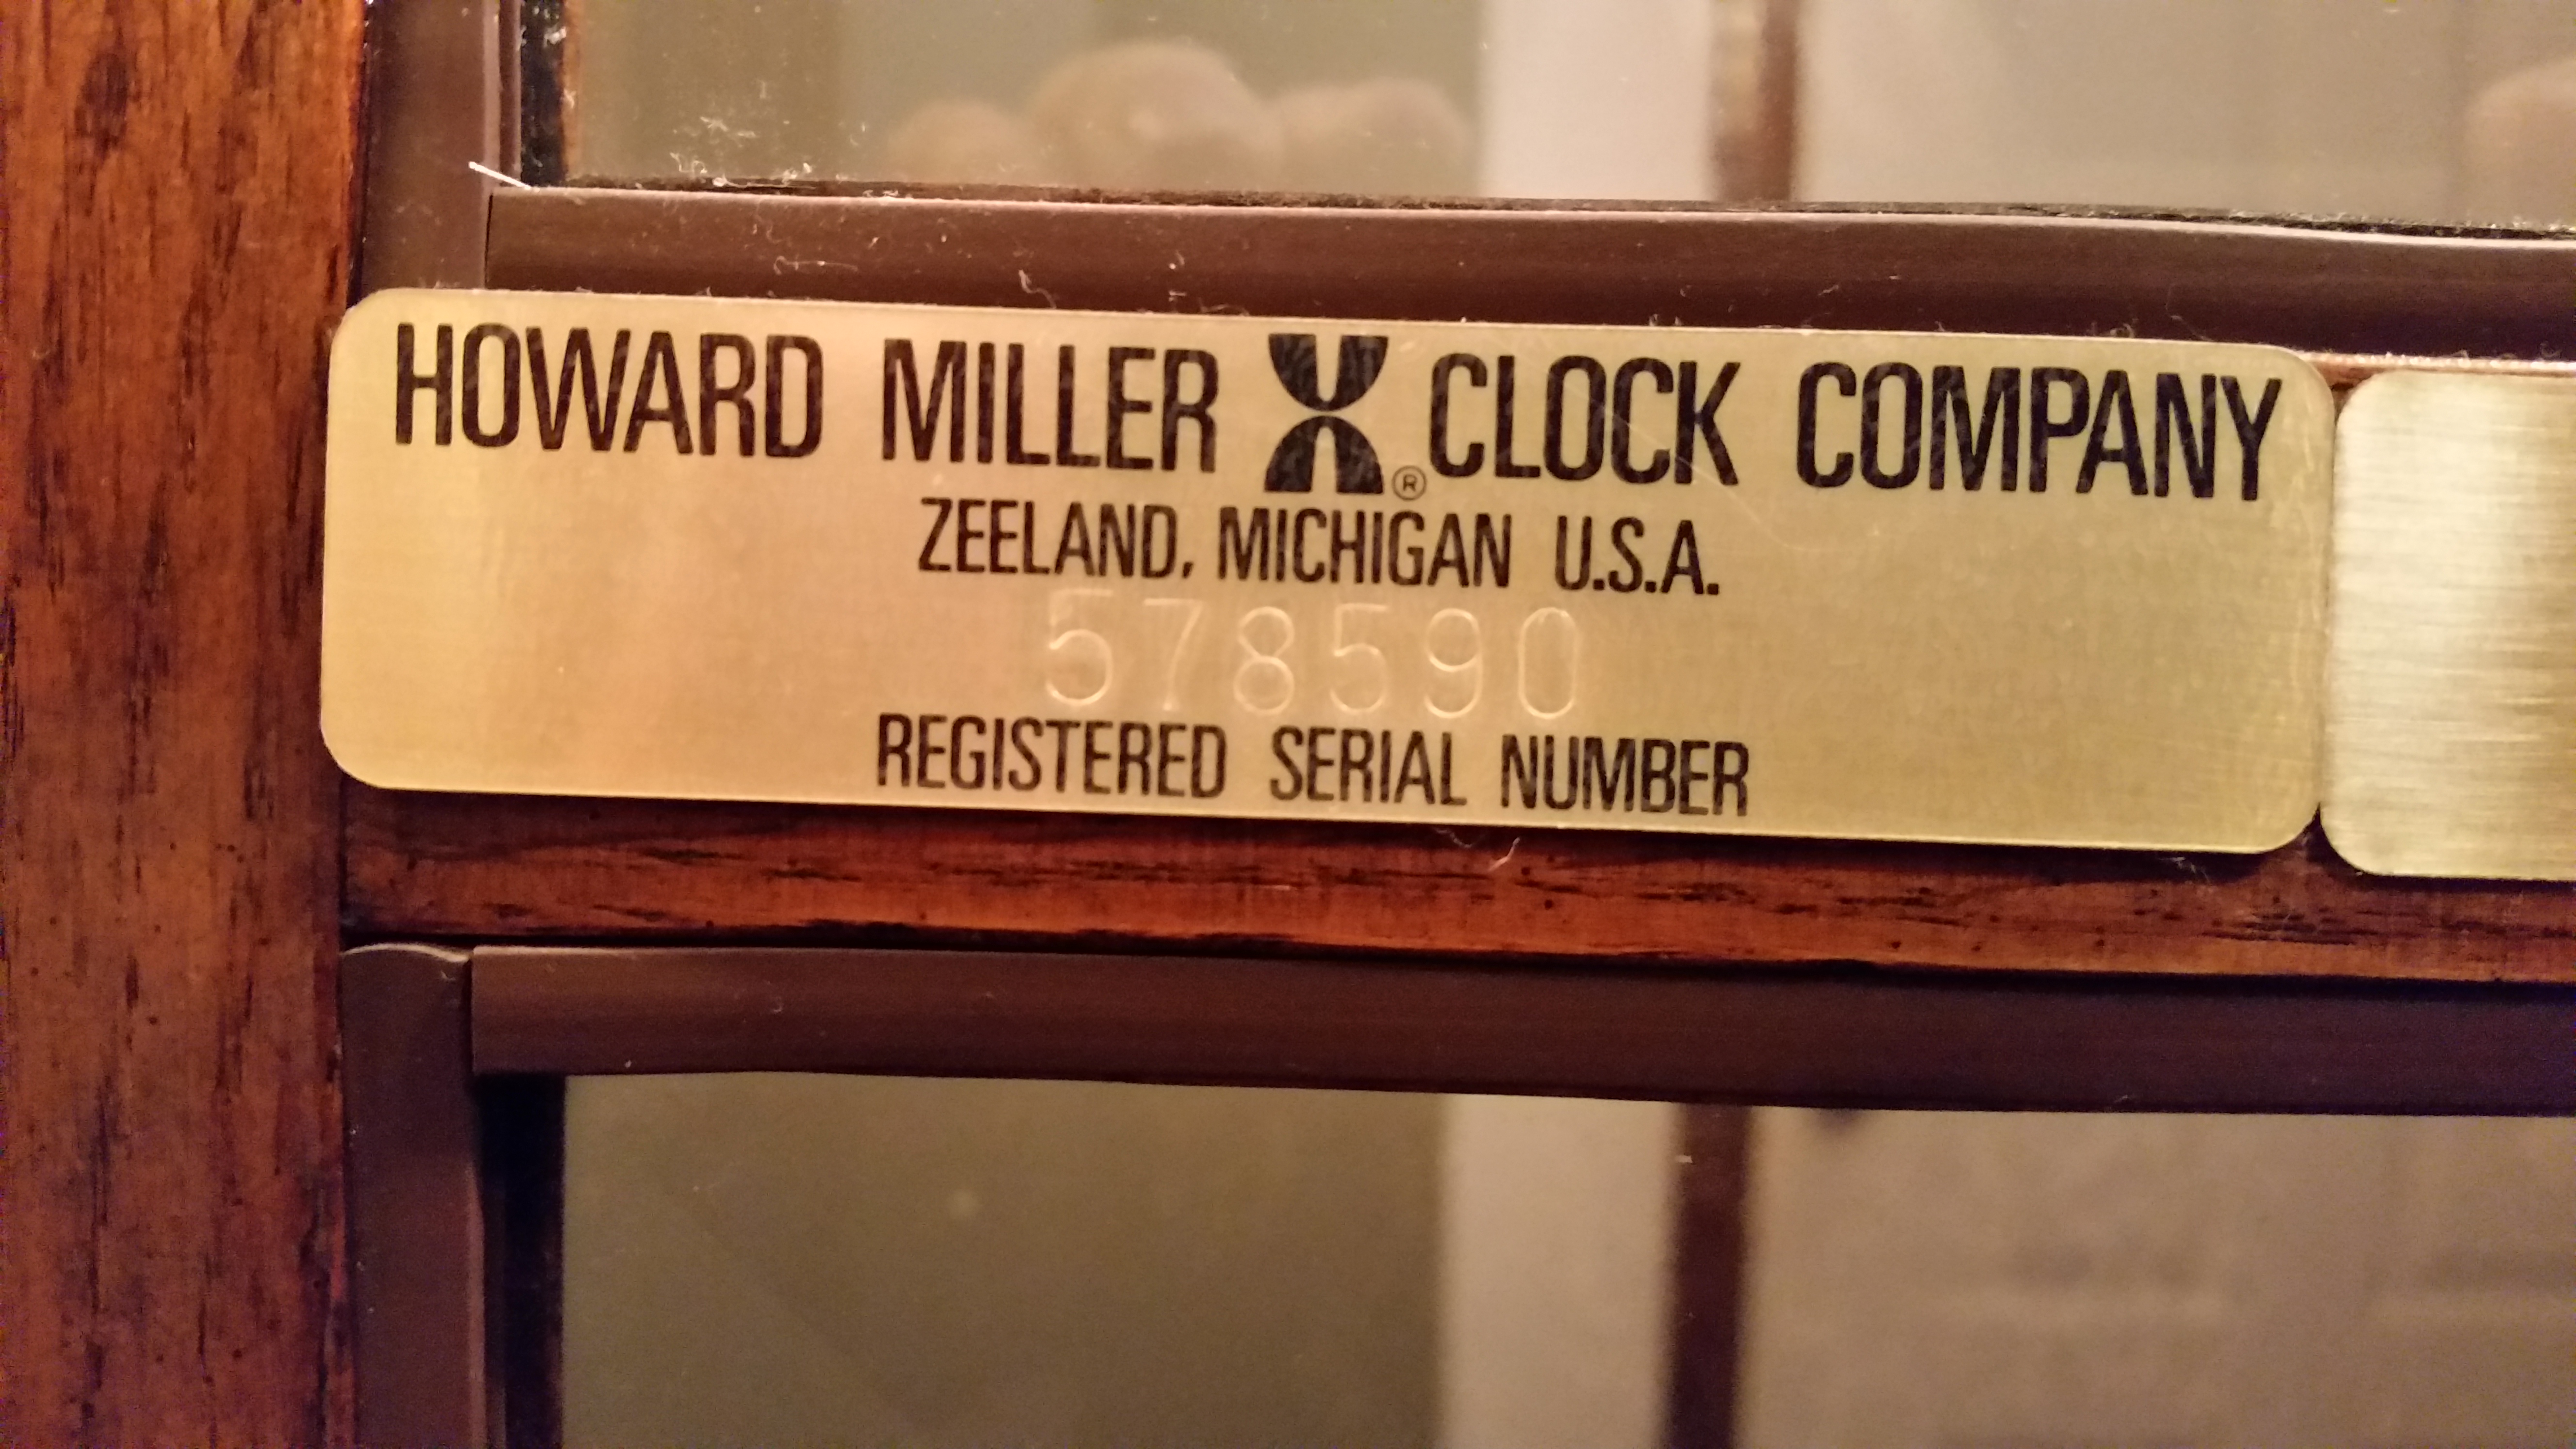 HOWARD MILLER ® CLOCK COMPANY
ZEELAND, MICHIGAN U.S.A.
578590
REGISTERED SERIAL NUMBER